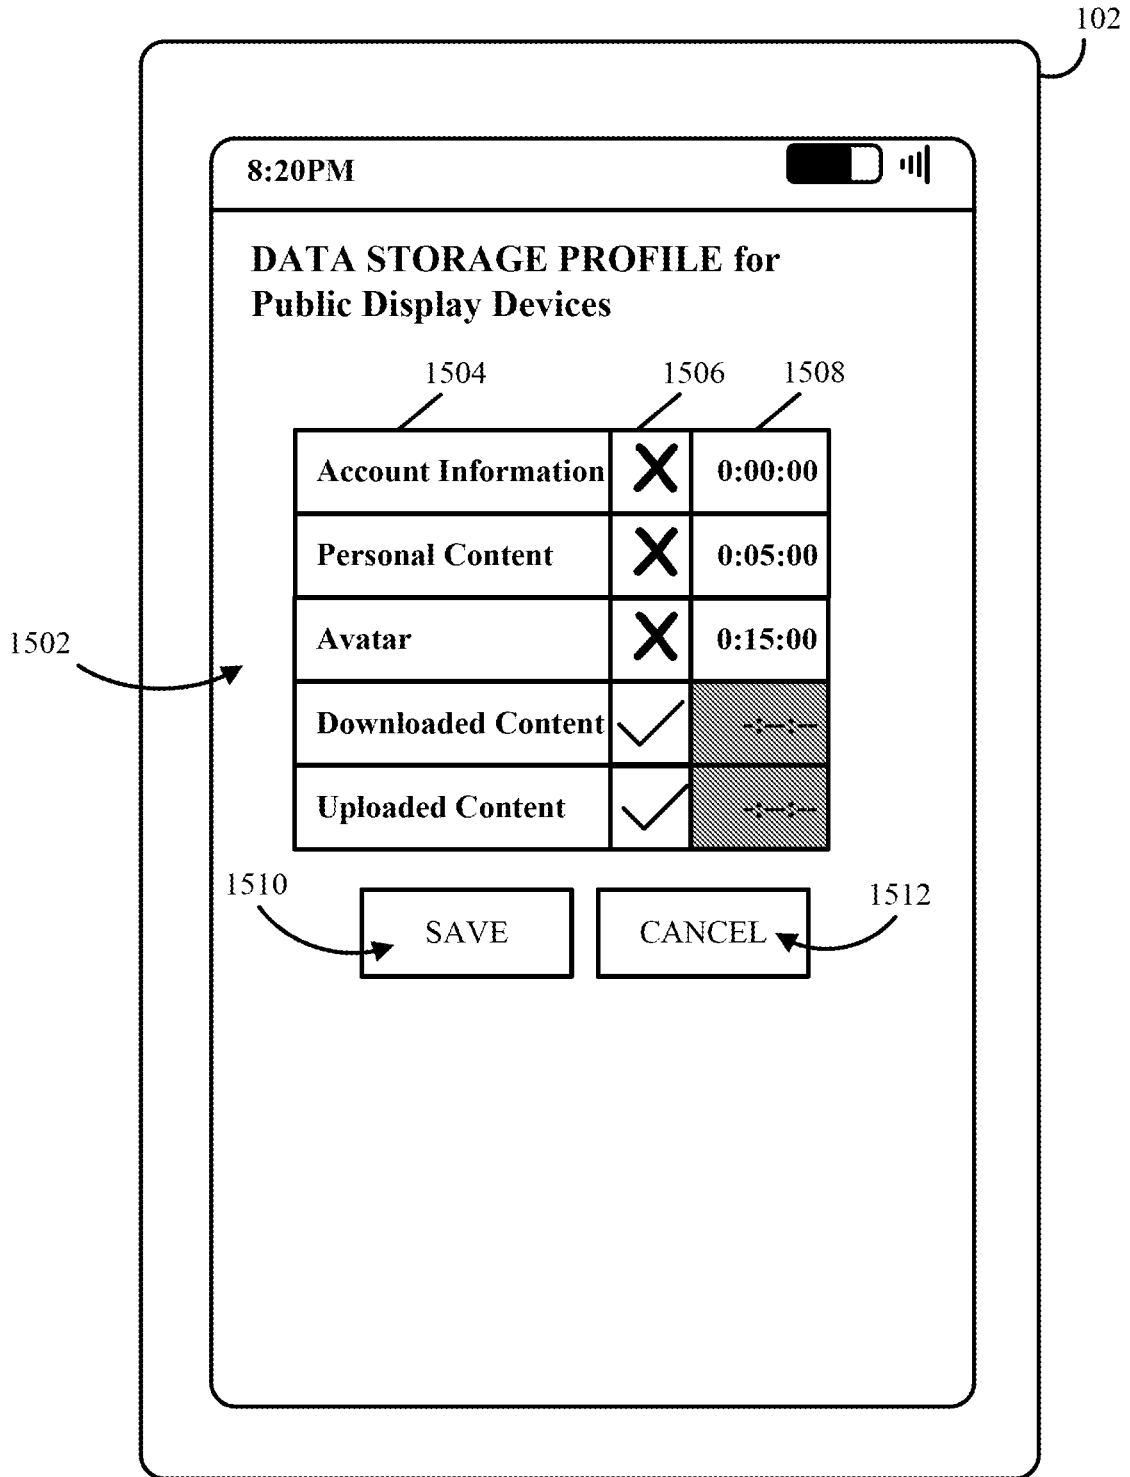 102
8:20PM
DATA STORAGE PROFILE for
Public Display Devices
1504 1506 1508
Account Information 0:00:00
Personal Content 0:05:00
Avatar 0:15:00
1502
Downloaded Content -:--:--
Uploaded Content -:--:--
1510 1512
SAVE CANCEL